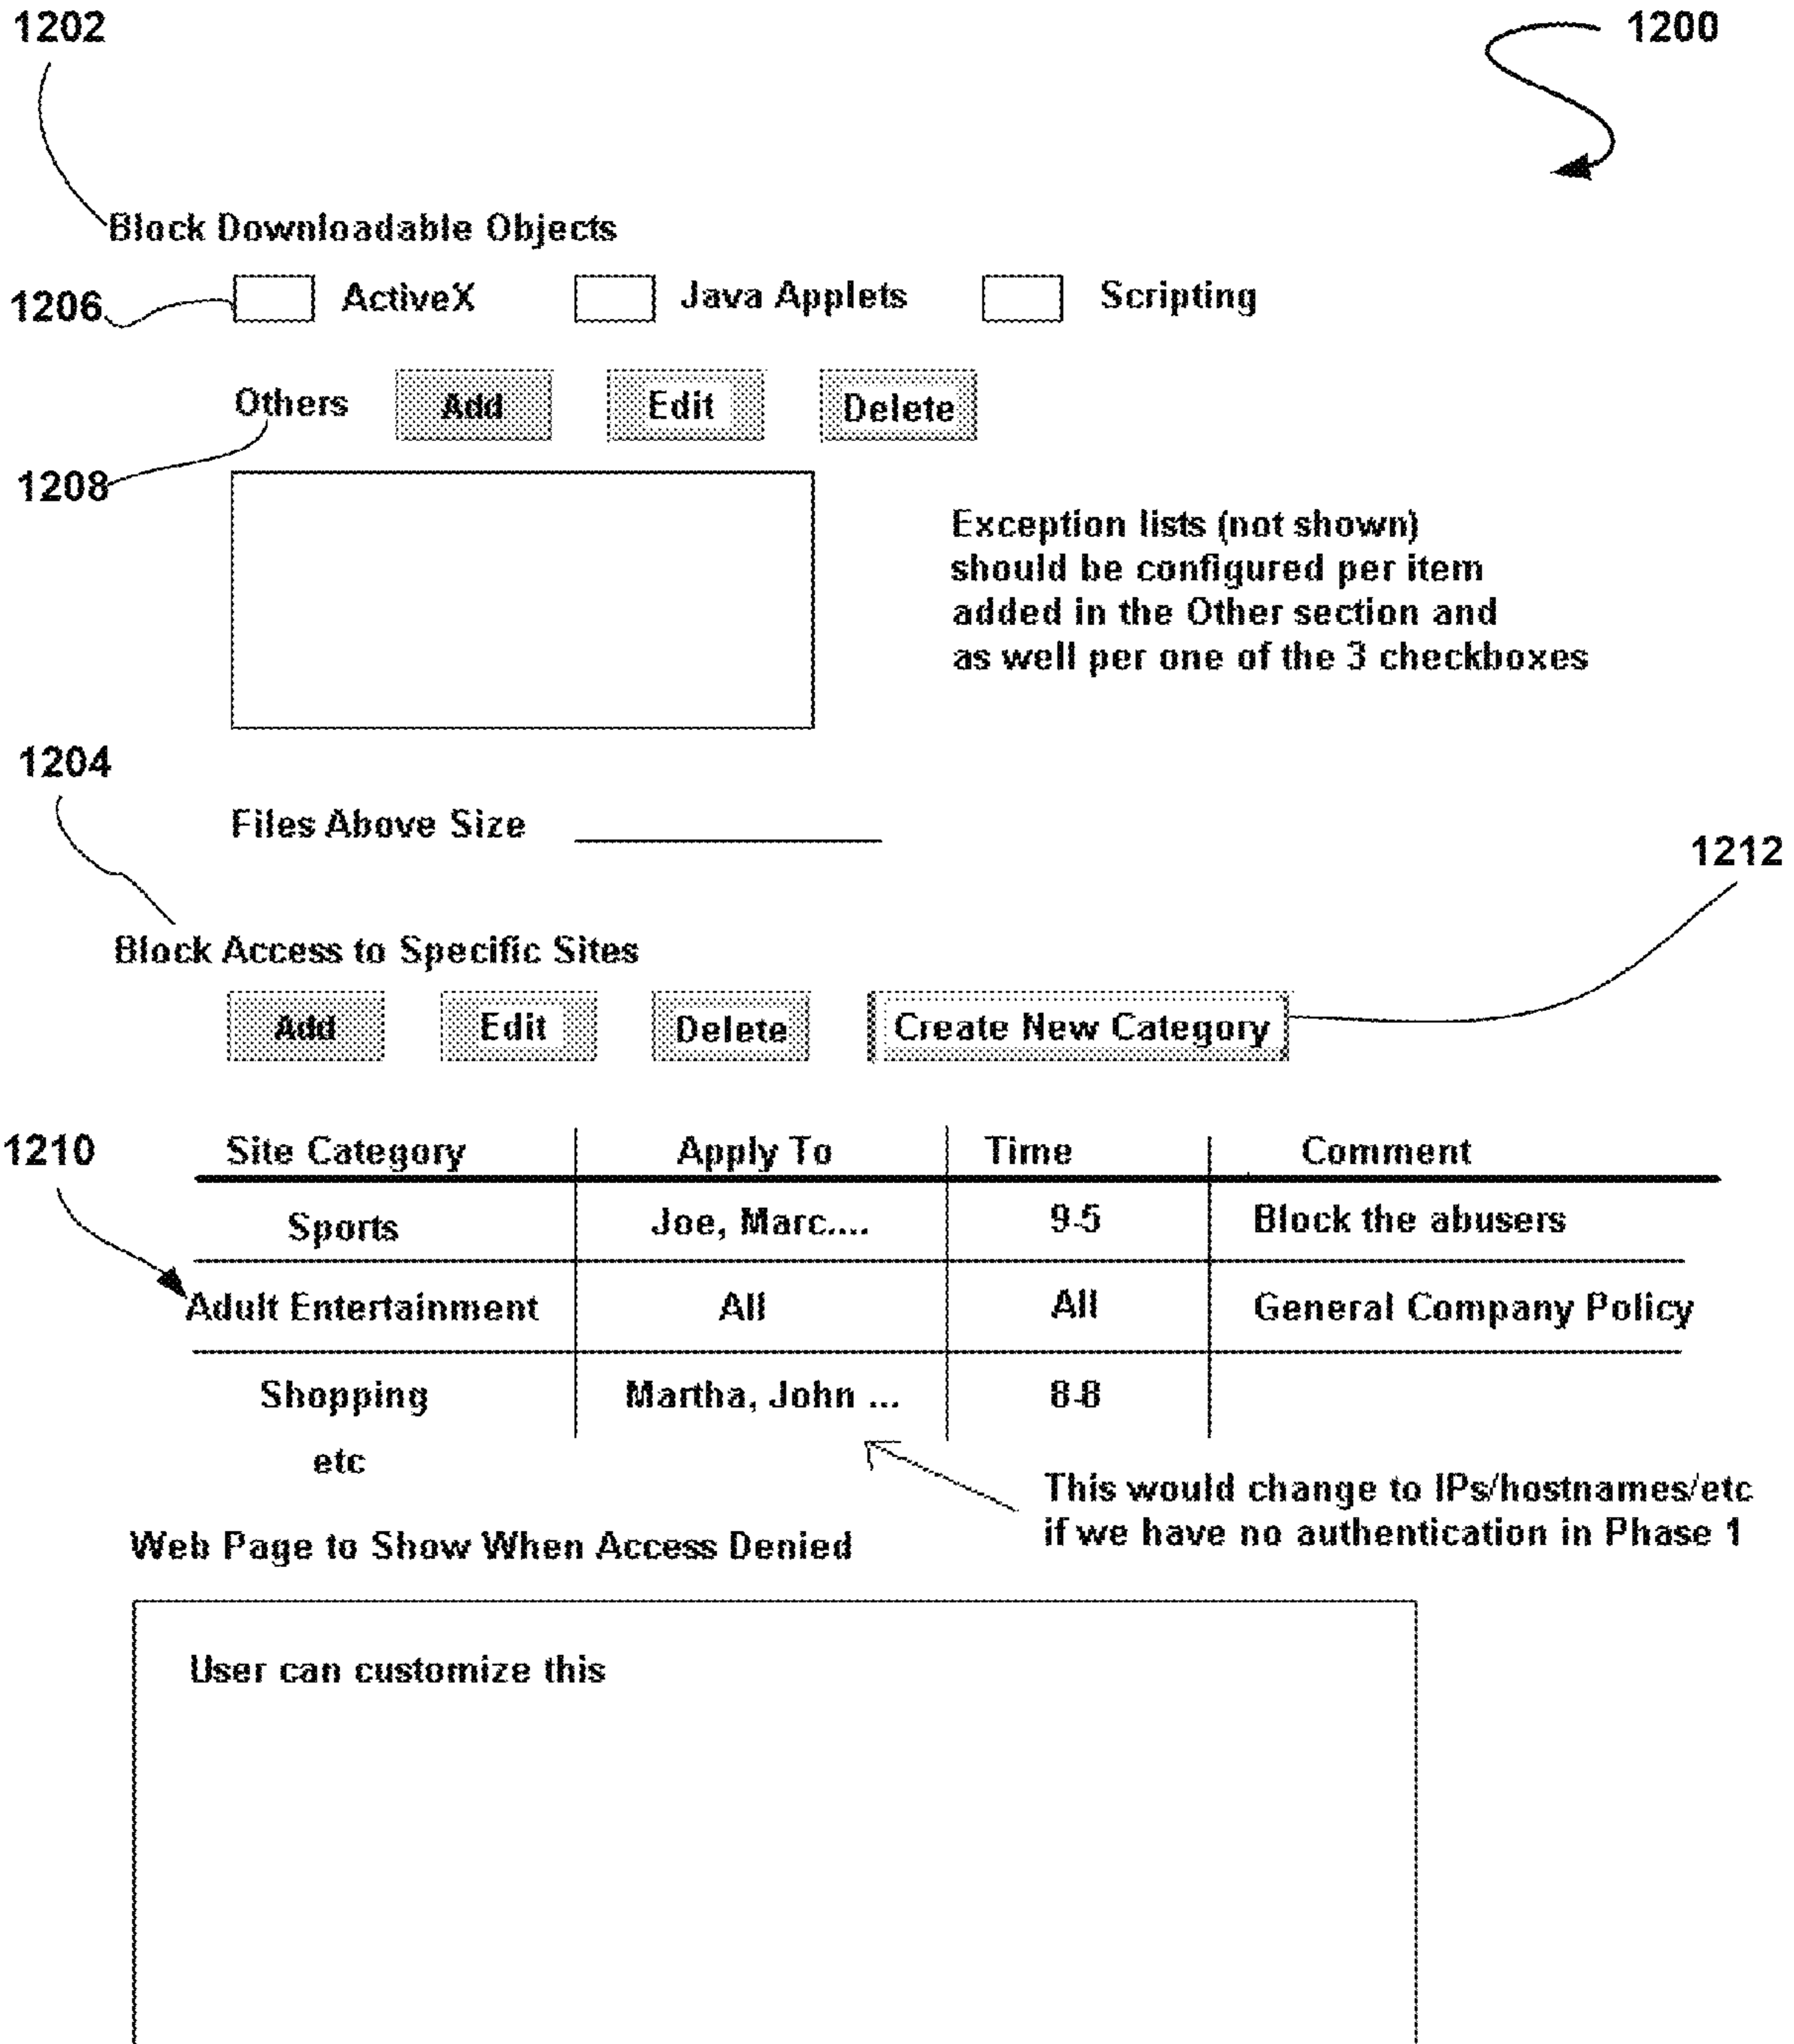 1202
1200
Block Downloadable Objects
1206
ActiveX Java Applets Scripting
Others Add Edit Delete
1208
Exception lists (not shown)
should be configured per item
added in the Other section and
as well per one of the 3 checkboxes
1204
Files Above Size
1212
Block Access to Specific Sites
Add Edit Delete Create New Category
1210
Site Category Apply To Time Comment
Sports Joe, Marc.... 9-5 Block the abusers
Adult Entertainment All All General Company Policy
Shopping Martha, John ... 8-8
etc
This would change to IPs/hostnames/etc
if we have no authentication in Phase 1
Web Page to Show When Access Denied
User can customize this